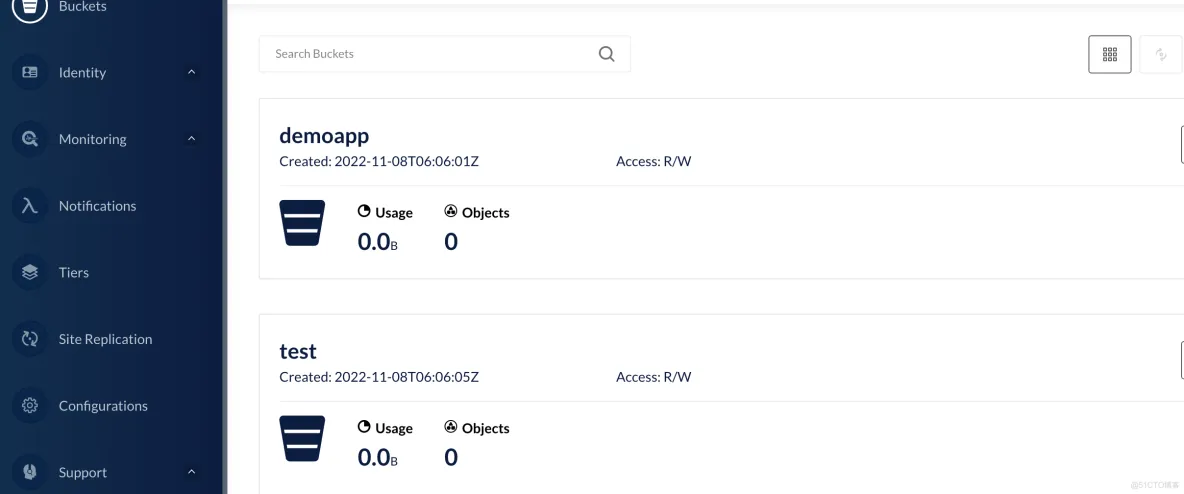 Buckets
Identity
Monitoring
Notifications
Tiers
Site Replication
Configurations
Support
Search Buckets
demoapp
Created: 2022-11-08T06:06:01Z Access: R/W
Usage Objects
0.0B 0
test
Created: 2022-11-08T06:06:05Z Access: R/W
Usage Objects
0.0B 0
@51CTO博客